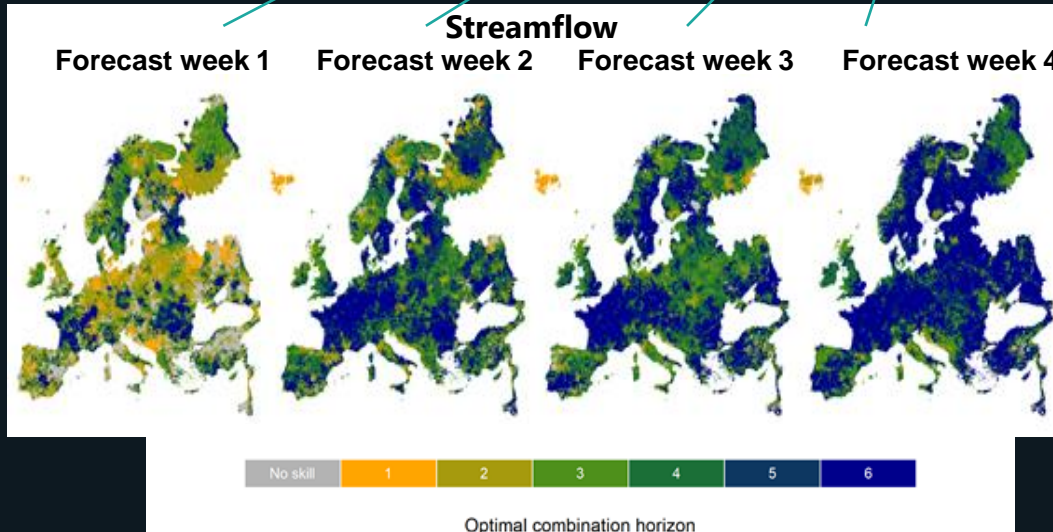 Streamflow
Forecast week 1 Forecast week 2 Forecast week 3 Forecast week 4
No skill 1 2 3 4 5 6
Optimal combination horizon